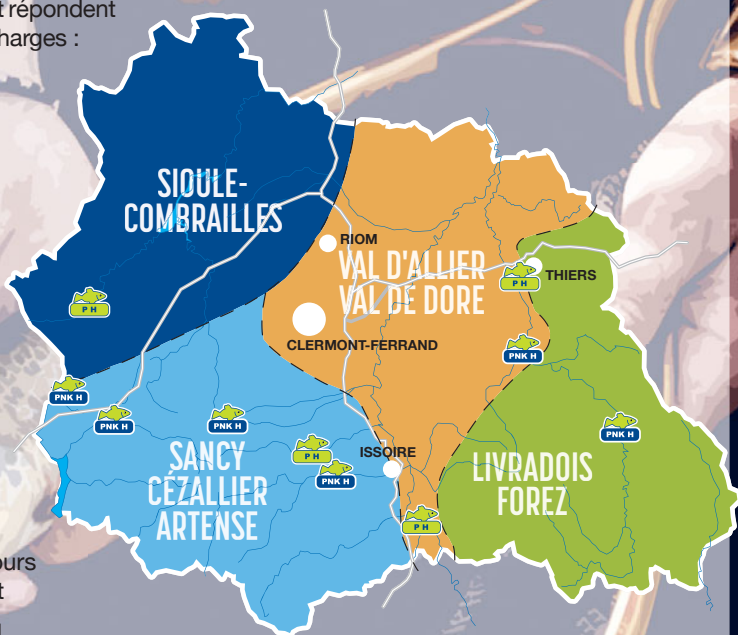 t répondent
harges :
SIOULE-
COMBRAILLES
RIOM
VAL D'ALLIER
VAL DE DORE
THIERS
P H
P H
CLERMONT-FERRAND
PNK H
PNK H
PNK H
PNK H
PNK H
SANCY
CÉZALLIER
ARTENSE
P H
PNK H
ISSOIRE
LIVRADOIS
FOREZ
P H
ours
t